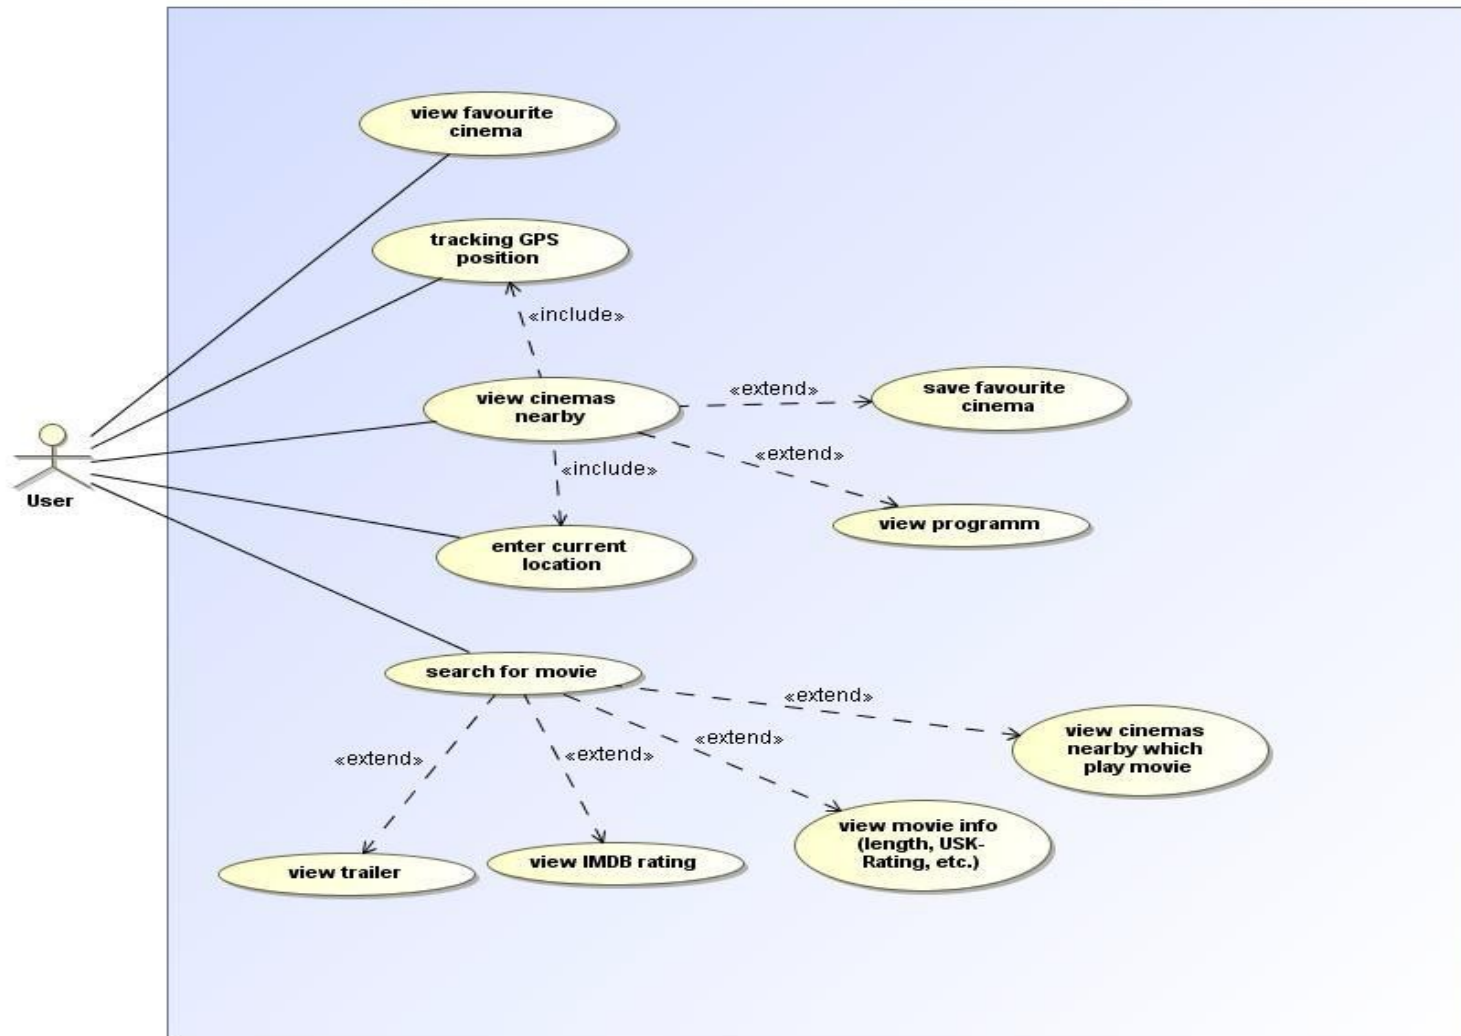 view favourite
cinema
tracking GPS
position
«include»
view cinemas
nearby
«extend»
save favourite
cinema
«extend»
«include»
view programm
User
enter current
location
search for movie
«extend»
view cinemas
nearby which
play movie
«extend»
«extend»
«extend»
view movie info
(length, USK-
Rating, etc.)
view IMDB rating
view trailer